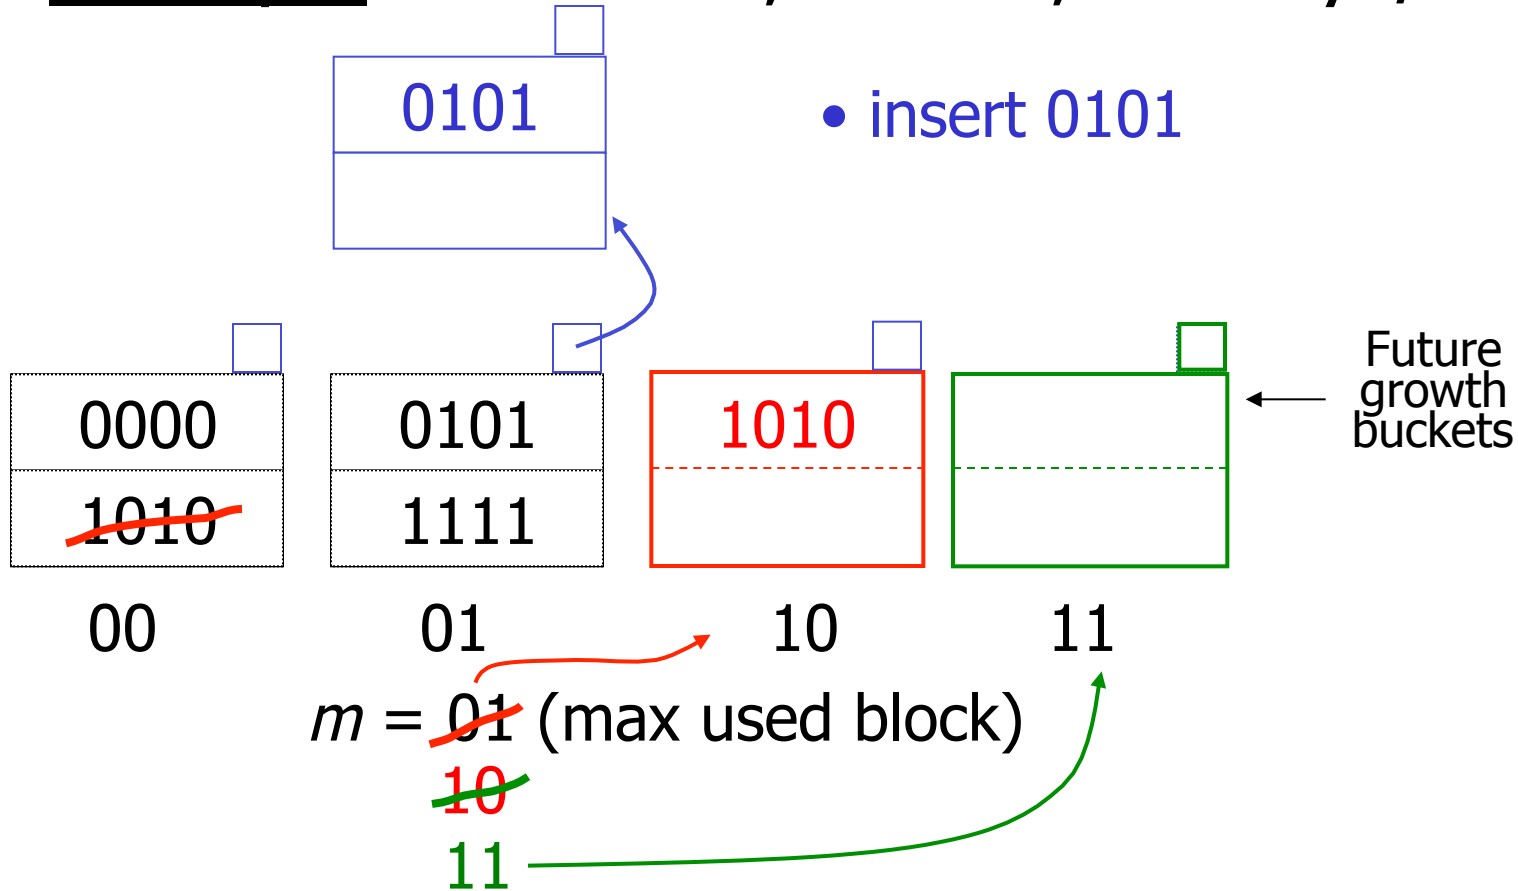 0101
• insert 0101
Future
growth
buckets
0000 0101 1010
1010 1111
00 01 10 11
m = 01 (max used block)
10
11